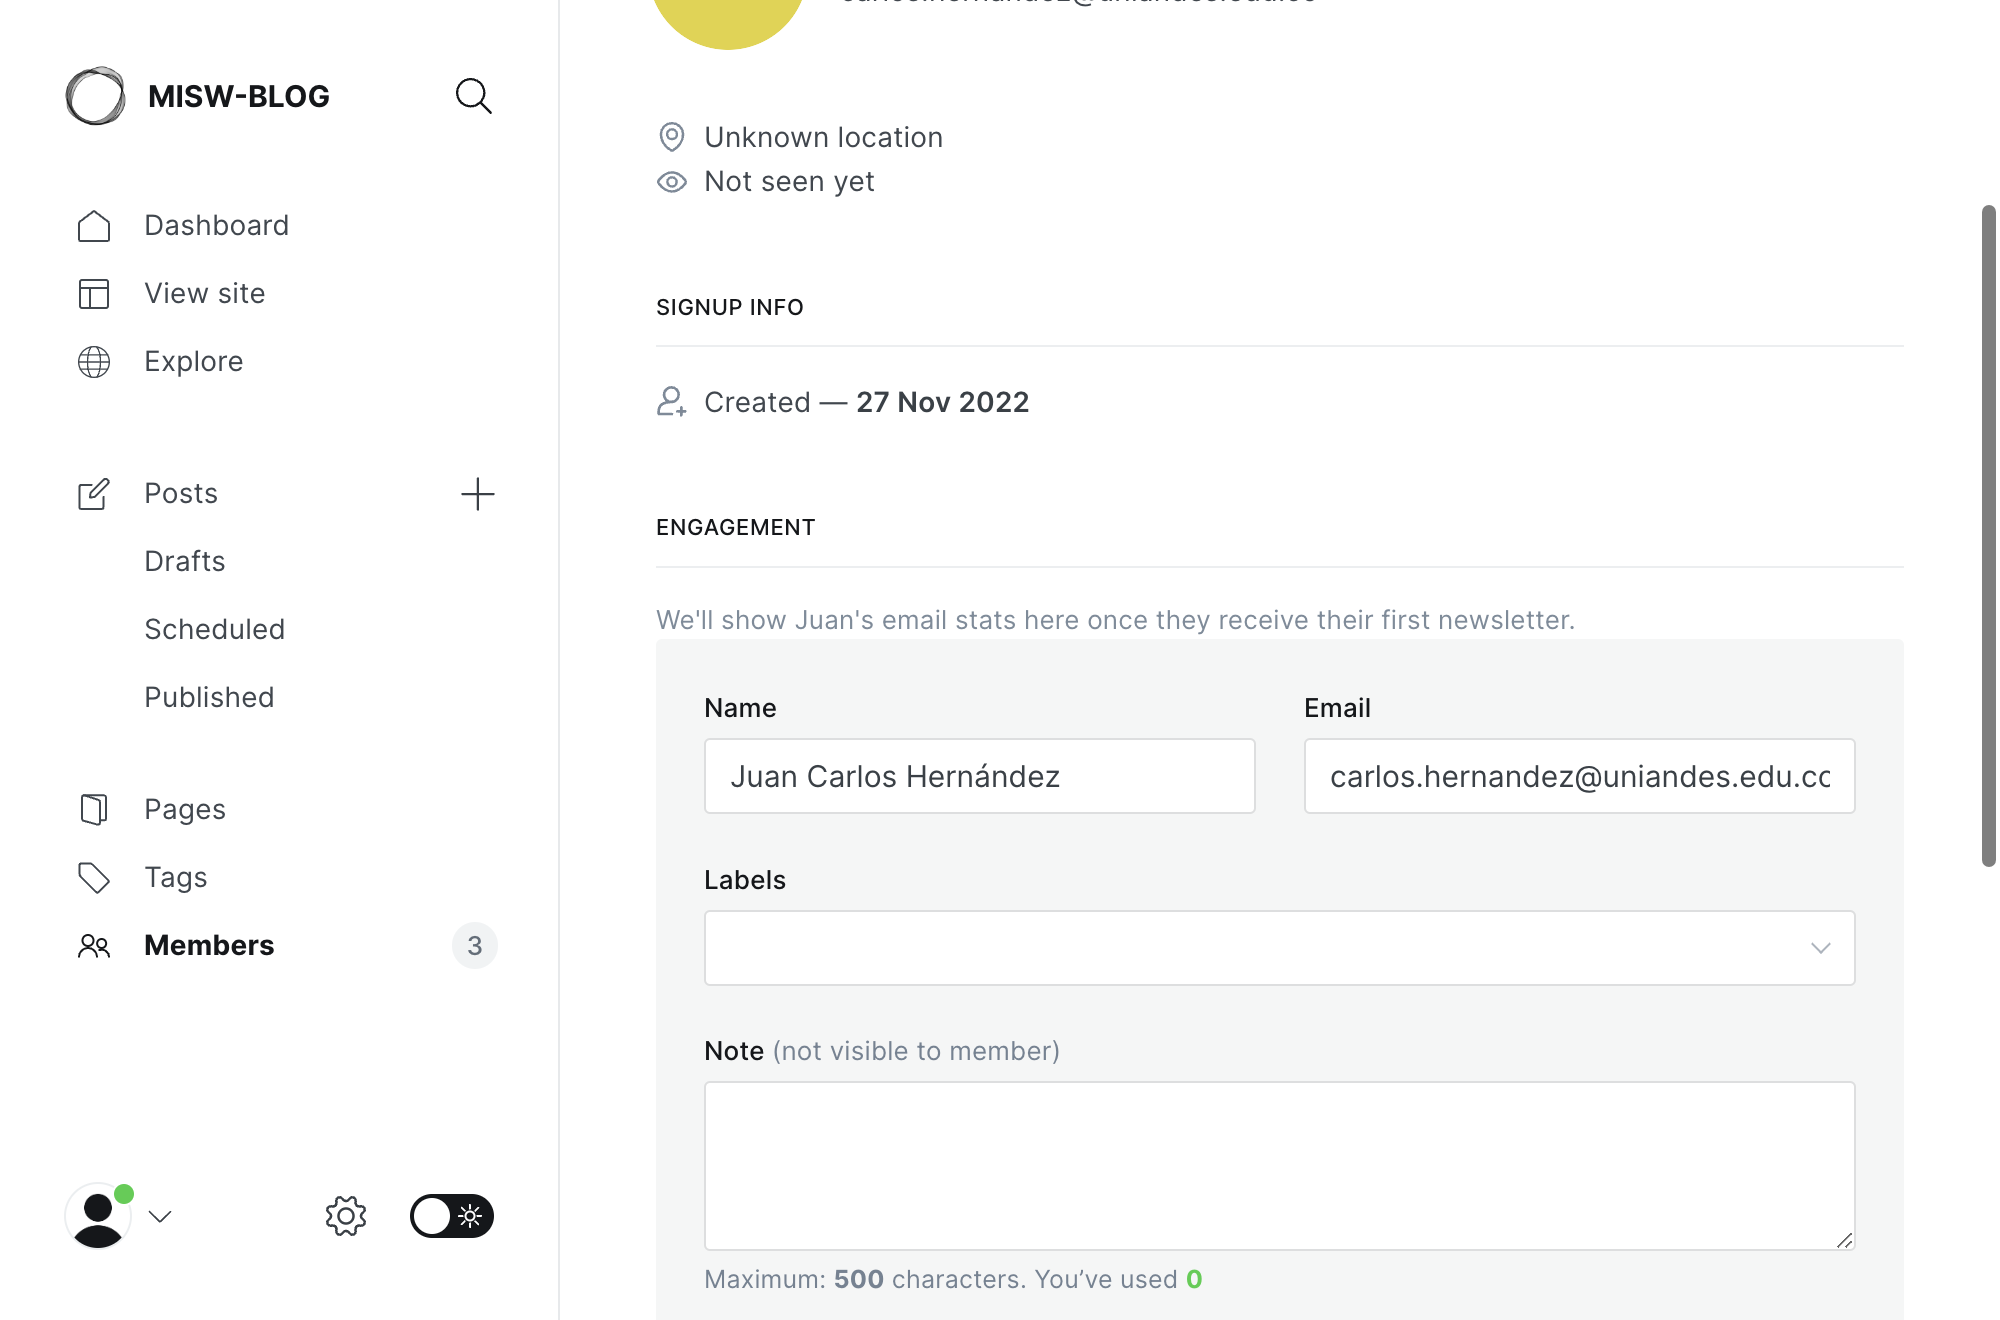 MISW-BLOG
Dashboard
View site
Explore
Posts
Drafts
Scheduled
Published
Pages
Tags
Members
3
Unknown location
Not seen yet
SIGNUP INFO
Created — 27 Nov 2022
ENGAGEMENT
We'll show Juan's email stats here once they receive their first newsletter.
Name
Email
Juan Carlos Hernández
carlos.hernandez@uniandes.edu.cc
Labels
Note (not visible to member)
Maximum: 500 characters. You’ve used 0